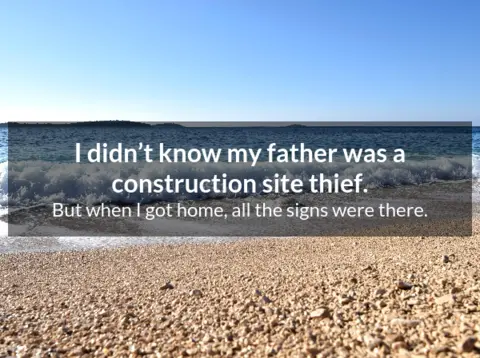 I didn’t know my father was a
construction site thief.
But when I got home, all the signs were there.